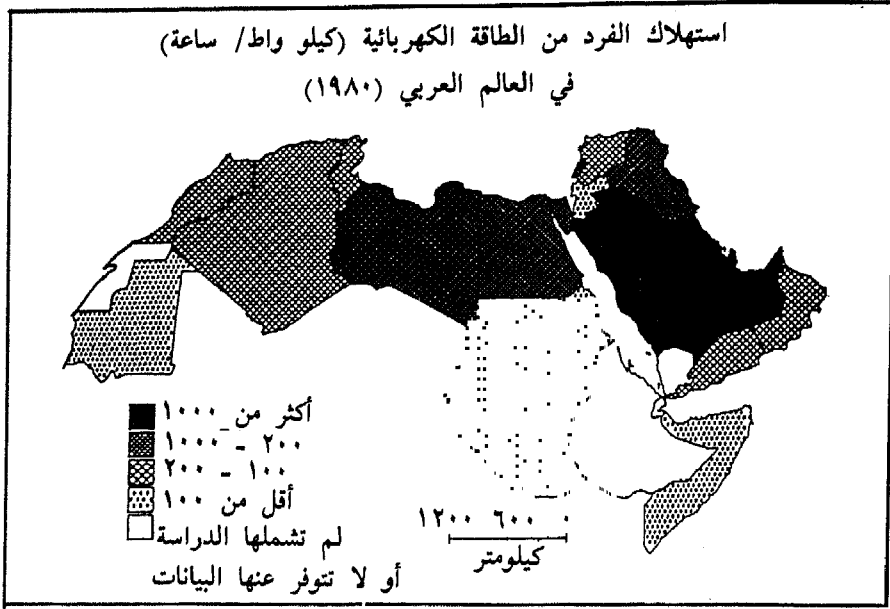 استهلاك الفرد من الطاقة الكهربائية (كيلو واط/ ساعة)
في العالم العربي (١٩٨٠)
أكثر من ١٠٠٠
٢٠٠ - ١٠٠٠
١٠٠ - ٢٠٠
أقل من ١٠٠
لم تشملها الدراسة
أو لا تتوفر عنها البيانات
١٢٠٠ ٦٠٠ ٠
كيلومتر